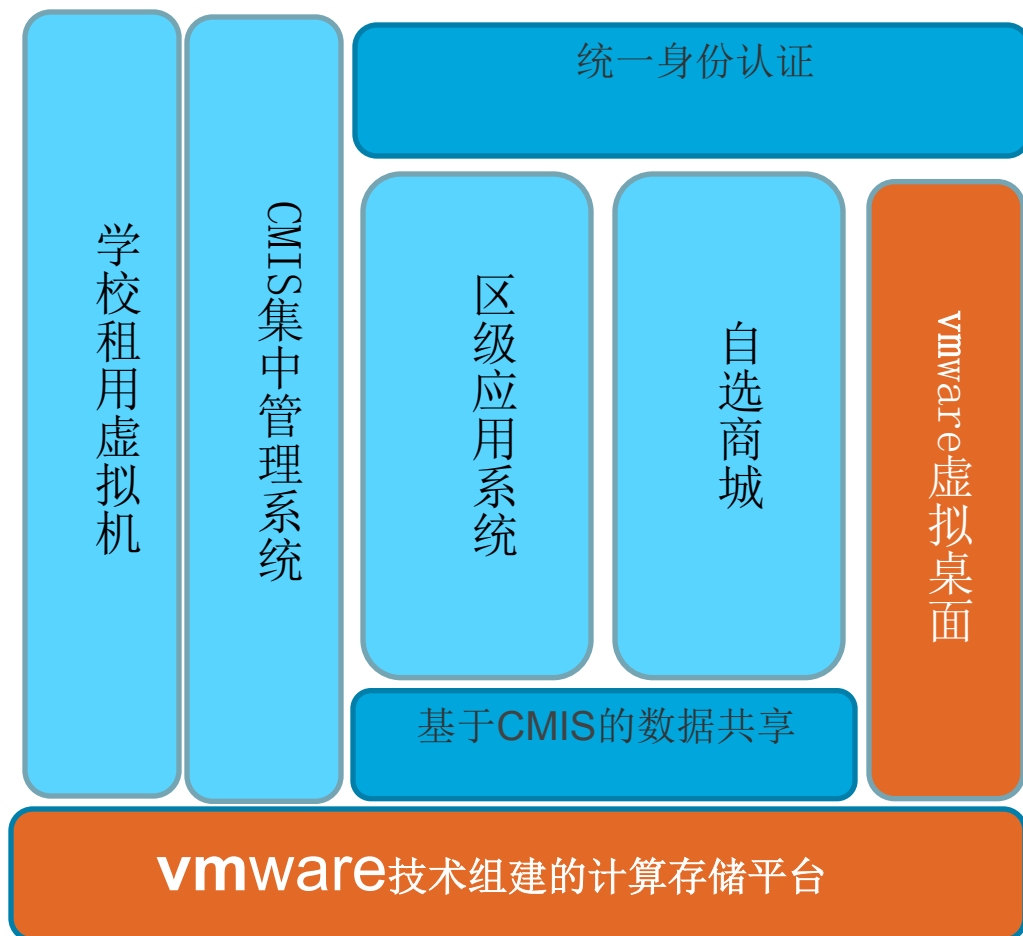 统一身份认证
学校租用虚拟机
CMIS集中管理系统
区级应用系统
自选商城
vmware虚拟桌面
基于CMIS的数据共享
vmware技术组建的计算存储平台